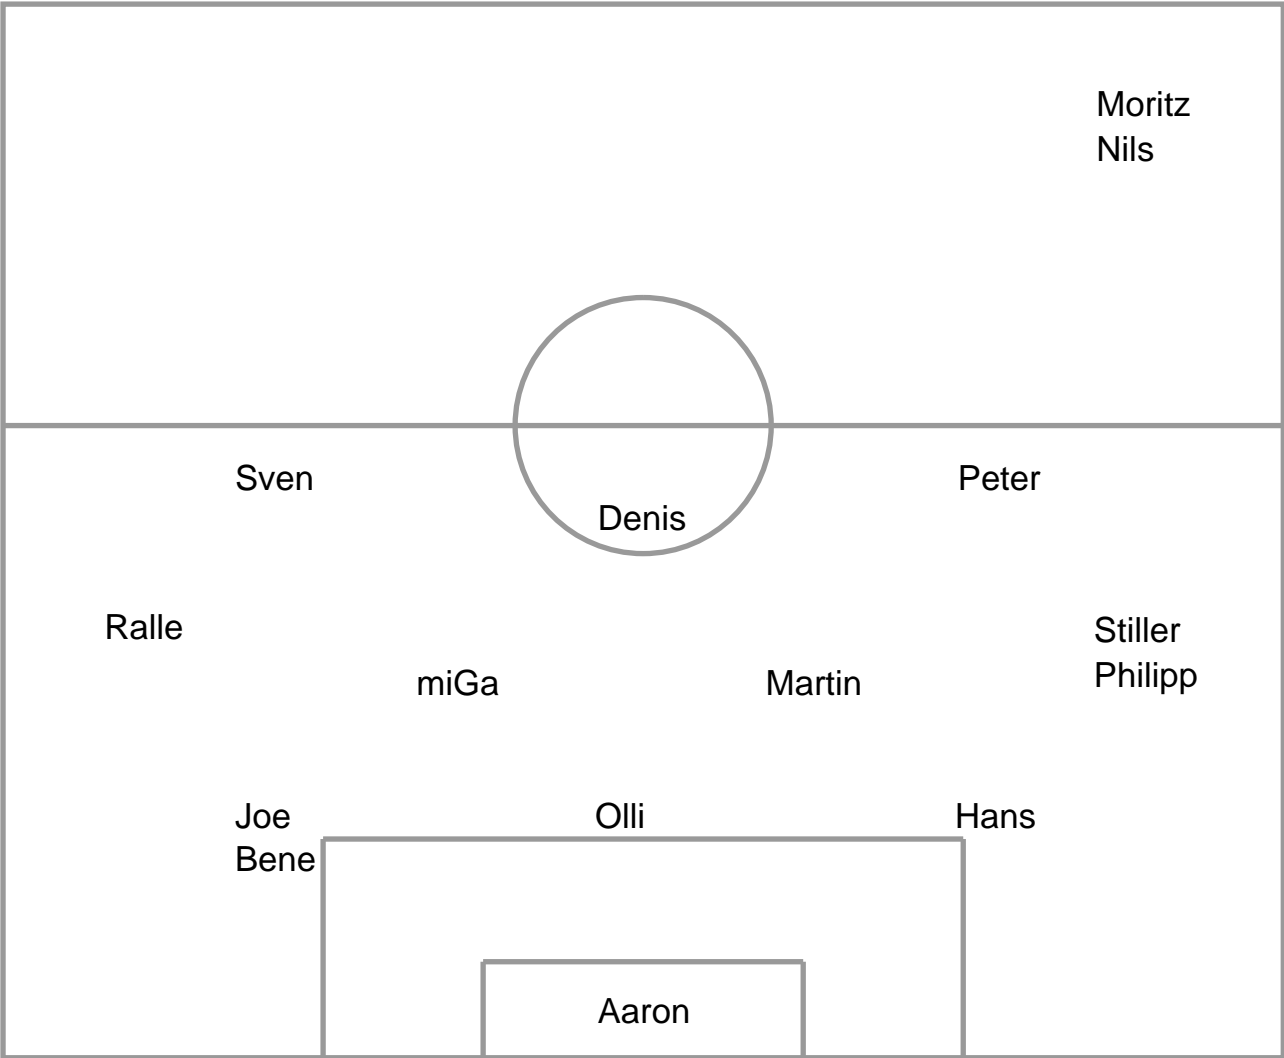 Moritz
Nils
Sven
Peter
Denis
Ralle
Stiller
Philipp
miGa
Martin
Joe
Bene
Olli
Hans
Aaron